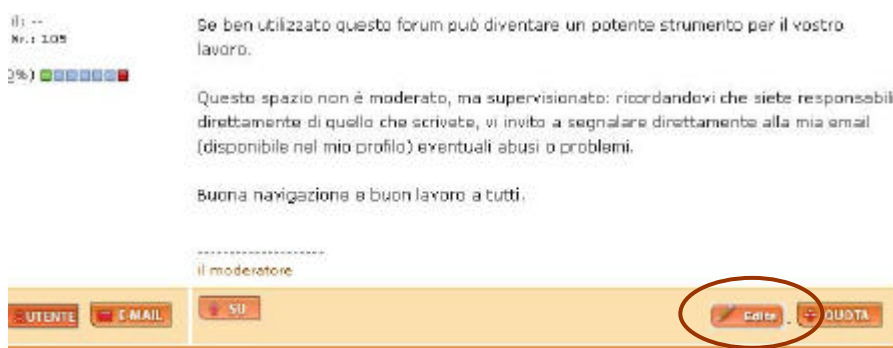 il: --
Nr.: 105
0%)
Se ben utilizzato questo forum può diventare un potente strumento per il vostro
lavoro.
Questo spazio non è moderato, ma supervisionato: ricordandovi che siete responsabili
direttamente di quello che scrivete, vi invito a segnalare direttamente alla mia email
(disponibile nel mio profilo) eventuali abusi o problemi.
Buona navigazione e buon lavoro a tutti.
--------------------
il moderatore
UTENTE E-MAIL SU Edita QUOTA